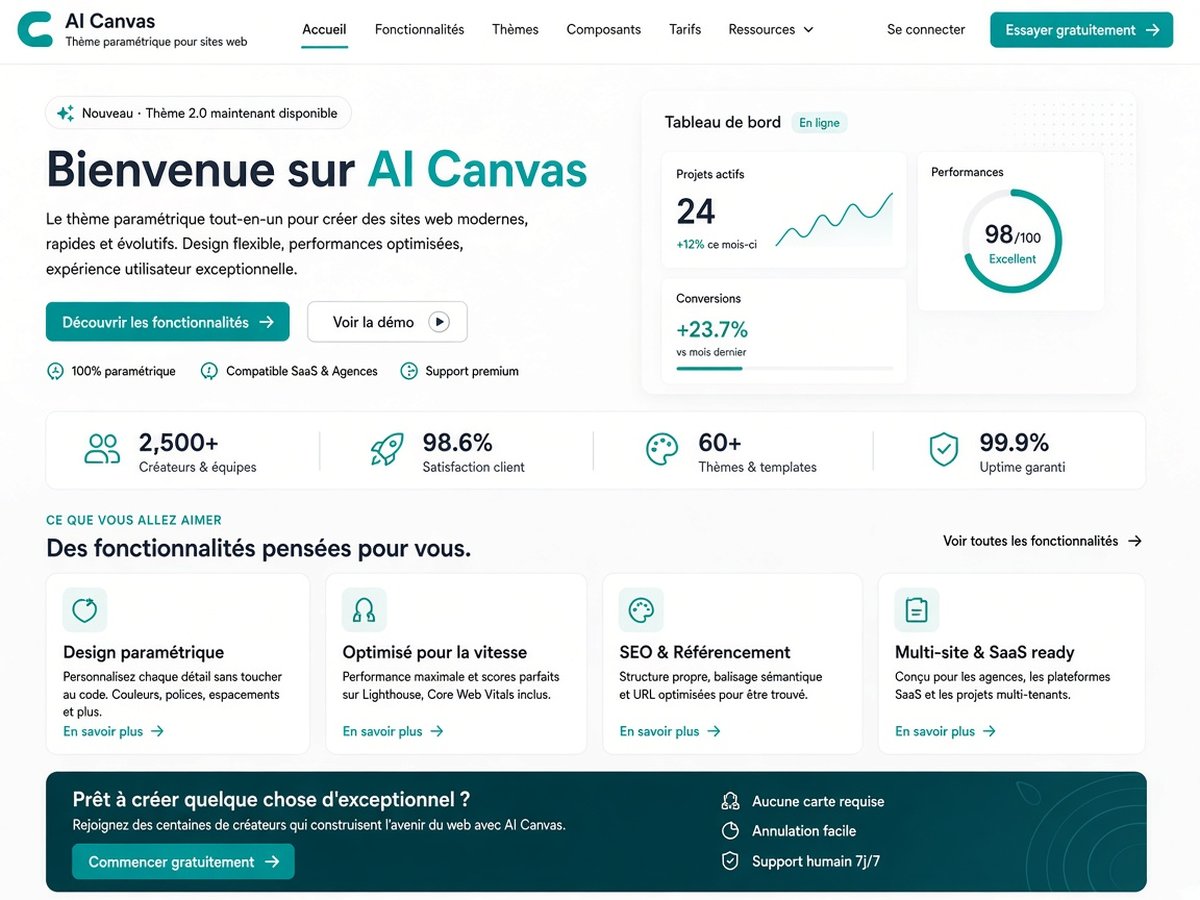 AI Canvas
Thème paramétrique pour sites web
Accueil
Fonctionnalités
Thèmes
Composants
Tarifs
Ressources
Se connecter
Essayer gratuitement
Nouveau · Thème 2.0 maintenant disponible
Bienvenue sur AI Canvas
Le thème paramétrique tout-en-un pour créer des sites web modernes,
rapides et évolutifs. Design flexible, performances optimisées,
expérience utilisateur exceptionnelle.
Découvrir les fonctionnalités
Voir la démo
100% paramétrique
Compatible SaaS & Agences
Support premium
Tableau de bord
En ligne
Projets actifs
24
+12% ce mois-ci
Performances
98/100
Excellent
Conversions
+23.7%
vs mois dernier
2,500+
Créateurs & équipes
98.6%
Satisfaction client
60+
Thèmes & templates
99.9%
Uptime garanti
CE QUE VOUS ALLEZ AIMER
Des fonctionnalités pensées pour vous.
Voir toutes les fonctionnalités
Design paramétrique
Personnalisez chaque détail sans toucher
au code. Couleurs, polices, espacements
et plus.
En savoir plus
Optimisé pour la vitesse
Performance maximale et scores parfaits
sur Lighthouse, Core Web Vitals inclus.
En savoir plus
SEO & Référencement
Structure propre, balisage sémantique
et URL optimisées pour être trouvé.
En savoir plus
Multi-site & SaaS ready
Conçu pour les agences, les plateformes
SaaS et les projets multi-tenants.
En savoir plus
Prêt à créer quelque chose d'exceptionnel ?
Rejoignez des centaines de créateurs qui construisent l'avenir du web avec AI Canvas.
Commencer gratuitement
Aucune carte requise
Annulation facile
Support humain 7j/7